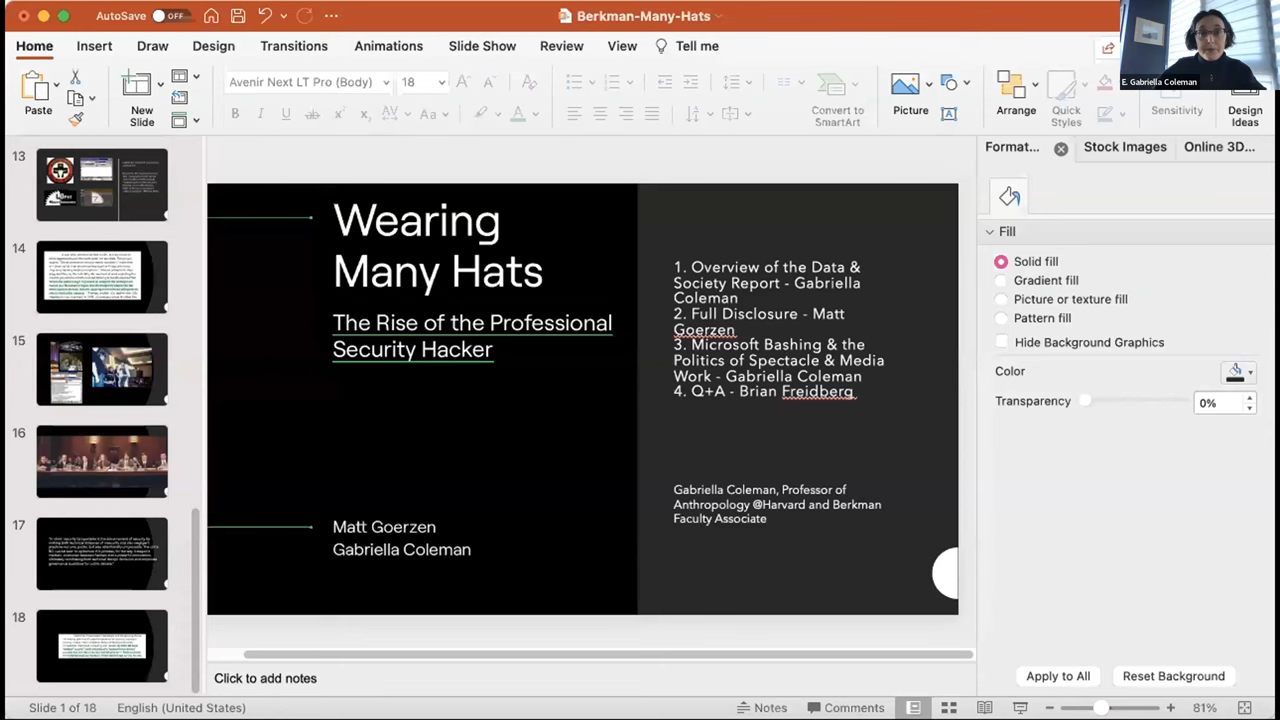 AutoSave
OFF
Berkman-Many-Hats
Home
Insert
Draw
Design
Transitions
Animations
Slide Show
Review
View
Tell me
E. Gabriella Coleman
Paste
New
Slide
Avenir Next LT Pro (Body)
18
B
I
U
ab
x
x
AV
Aa
A
Convert to
SmartArt
Picture
Arrange
Quick
Styles
Sensitivity
Design
Ideas
13
14
15
16
17
18
Wearing
Many Hats
The Rise of the Professional
Security Hacker
Matt Goerzen
Gabriella Coleman
1. Overview of the Data &
Society Report - Gabriella
Coleman
2. Full Disclosure - Matt
Goerzen
3. Microsoft Bashing & the
Politics of Spectacle & Media
Work - Gabriella Coleman
4. Q+A - Brian Freidberg
Gabriella Coleman, Professor of
Anthropology @Harvard and Berkman
Faculty Associate
Format...
Stock Images
Online 3D...
Fill
Solid fill
Gradient fill
Picture or texture fill
Pattern fill
Hide Background Graphics
Color
Transparency
0%
Apply to All
Reset Background
Click to add notes
Slide 1 of 18
English (United States)
Notes
Comments
81%